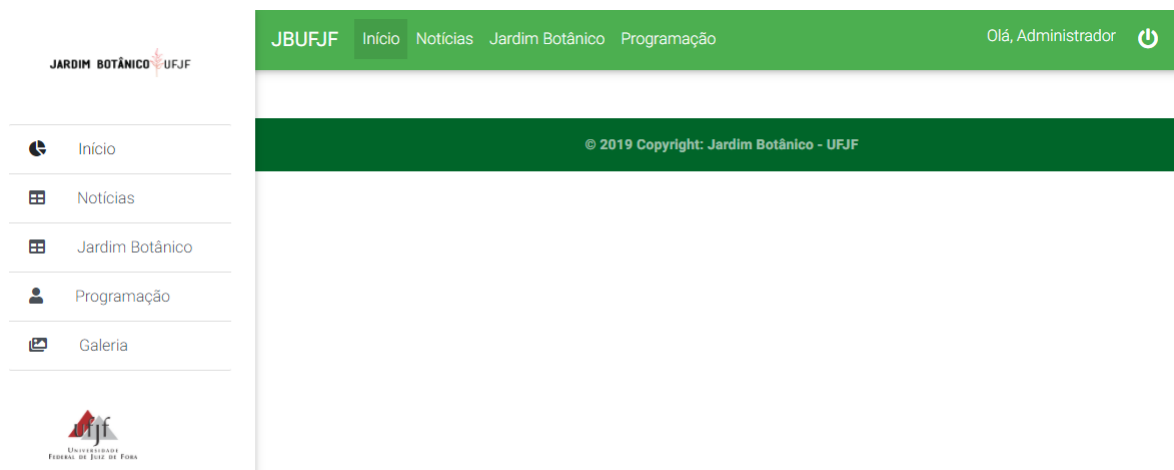 JARDIM BOTÂNICO UFJF
Início
Notícias
Jardim Botânico
Programação
Galeria
ufjf
UNIVERSIDADE
FEDERAL DE JUIZ DE FORA
JBUFJF Início Notícias Jardim Botânico Programação Olá, Administrador
© 2019 Copyright: Jardim Botânico - UFJF